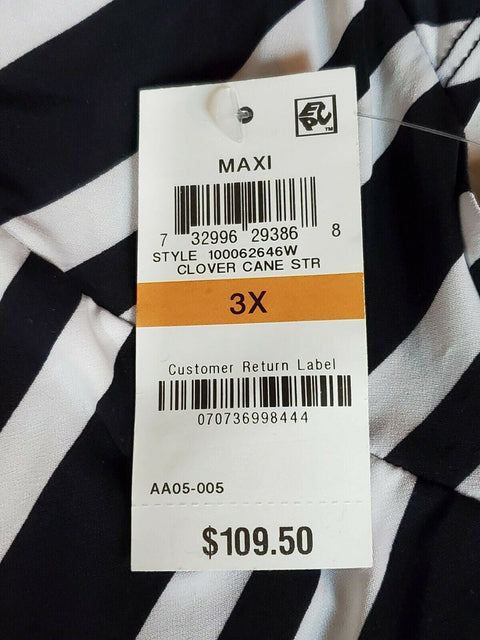 EPC™
MAXI
7 32996 29386 8
STYLE 100062646W
CLOVER CANE STR
3X
Customer Return Label
070736998444
AA05-005
$109.50